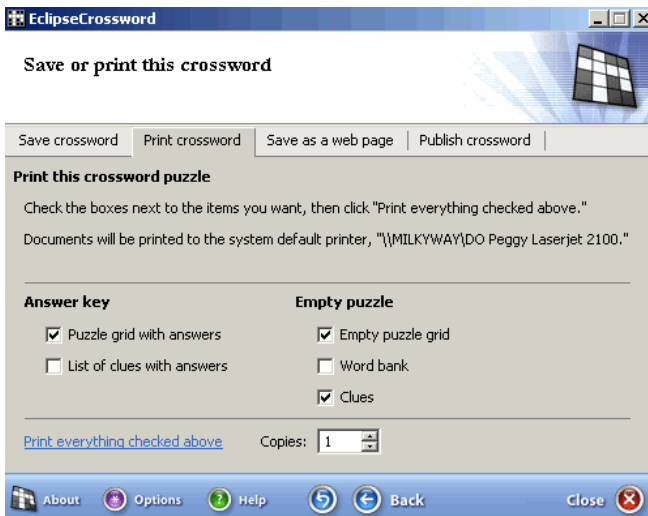 EclipseCrossword
Save or print this crossword
Save crossword
Print crossword
Save as a web page
Publish crossword
Print this crossword puzzle
Check the boxes next to the items you want, then click "Print everything checked above."
Documents will be printed to the system default printer, "\\MILKYWAY\DO Peggy Laserjet 2100."
Answer key
Empty puzzle
Puzzle grid with answers
Empty puzzle grid
List of clues with answers
Word bank
Clues
Print everything checked above
Copies: 1
About
Options
Help
Back
Close